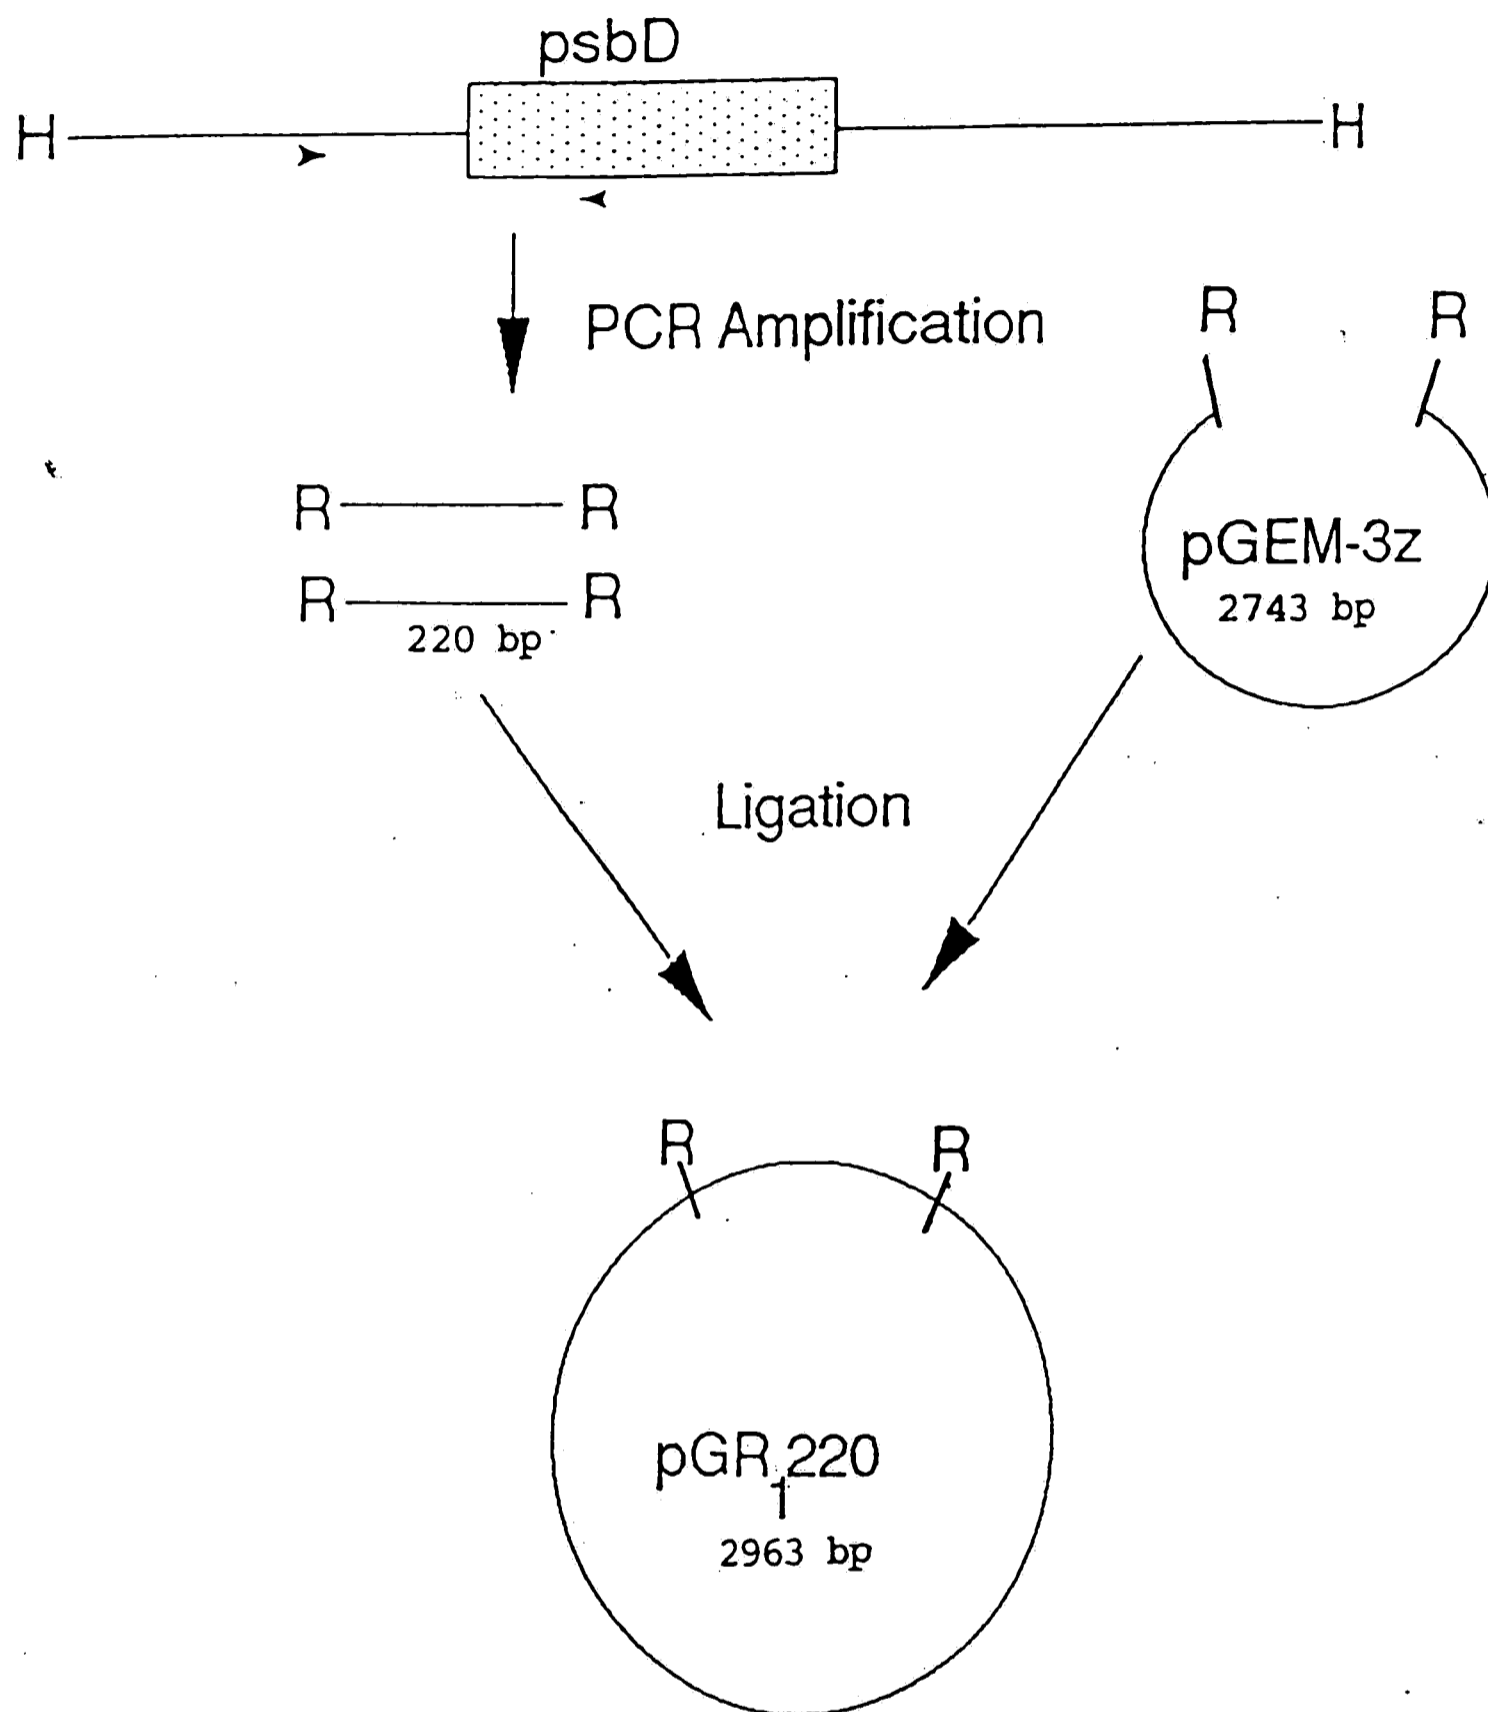 psbD
H H
PCR Amplification
R R
R R
R R
220 bp
pGEM-3z
2743 bp
Ligation
R R
pGR1220
2963 bp